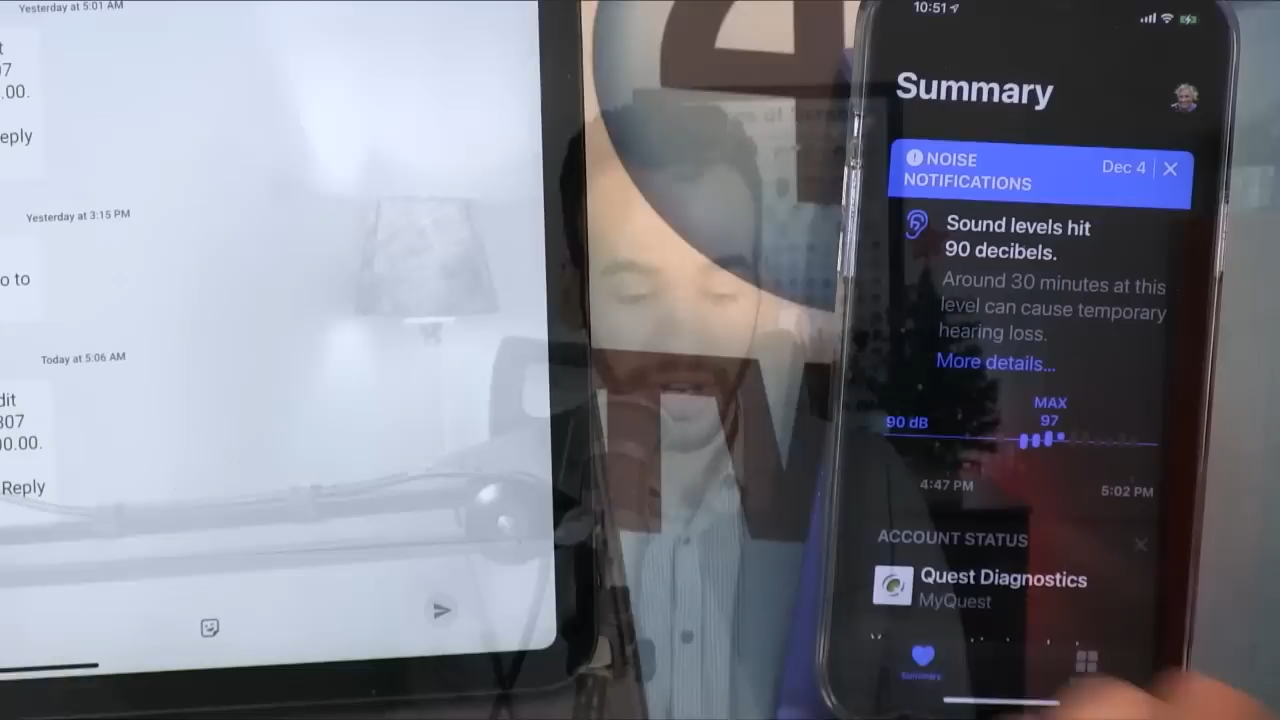 Yesterday at 5:01 AM
.00.
eply
Yesterday at 3:15 PM
o to
Today at 5:06 AM
dit
307
00.00.
Reply
10:51
Summary
NOISE
NOTIFICATIONS
Dec 4
Sound levels hit
90 decibels.
Around 30 minutes at this
level can cause temporary
hearing loss.
More details...
MAX
97
90 dB
4:47 PM
5:02 PM
ACCOUNT STATUS
Quest Diagnostics
MyQuest
Summary